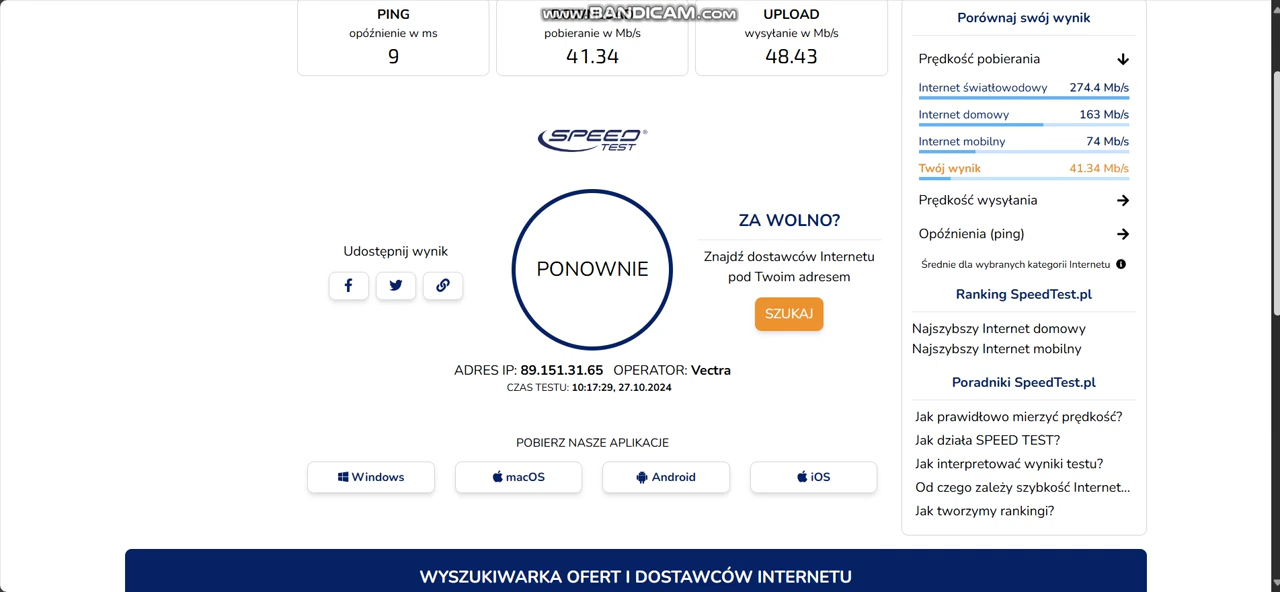 PING
opóźnienie w ms
9
www.BANDICAM.com
pobieranie w Mb/s
41.34
UPLOAD
wysyłanie w Mb/s
48.43
SPEED®
TEST
Udostępnij wynik
PONOWNIE
ZA WOLNO?
Znajdź dostawców Internetu
pod Twoim adresem
SZUKAJ
ADRES IP: 89.151.31.65 OPERATOR: Vectra
CZAS TESTU: 10:17:29, 27.10.2024
POBIERZ NASZE APLIKACJE
Windows
macOS
Android
iOS
Porównaj swój wynik
Prędkość pobierania
Internet światłowodowy 274.4 Mb/s
Internet domowy 163 Mb/s
Internet mobilny 74 Mb/s
Twój wynik 41.34 Mb/s
Prędkość wysyłania
Opóźnienia (ping)
Średnie dla wybranych kategorii Internetu
Ranking SpeedTest.pl
Najszybszy Internet domowy
Najszybszy Internet mobilny
Poradniki SpeedTest.pl
Jak prawidłowo mierzyć prędkość?
Jak działa SPEED TEST?
Jak interpretować wyniki testu?
Od czego zależy szybkość Internet...
Jak tworzymy rankingi?
WYSZUKIWARKA OFERT I DOSTAWCÓW INTERNETU